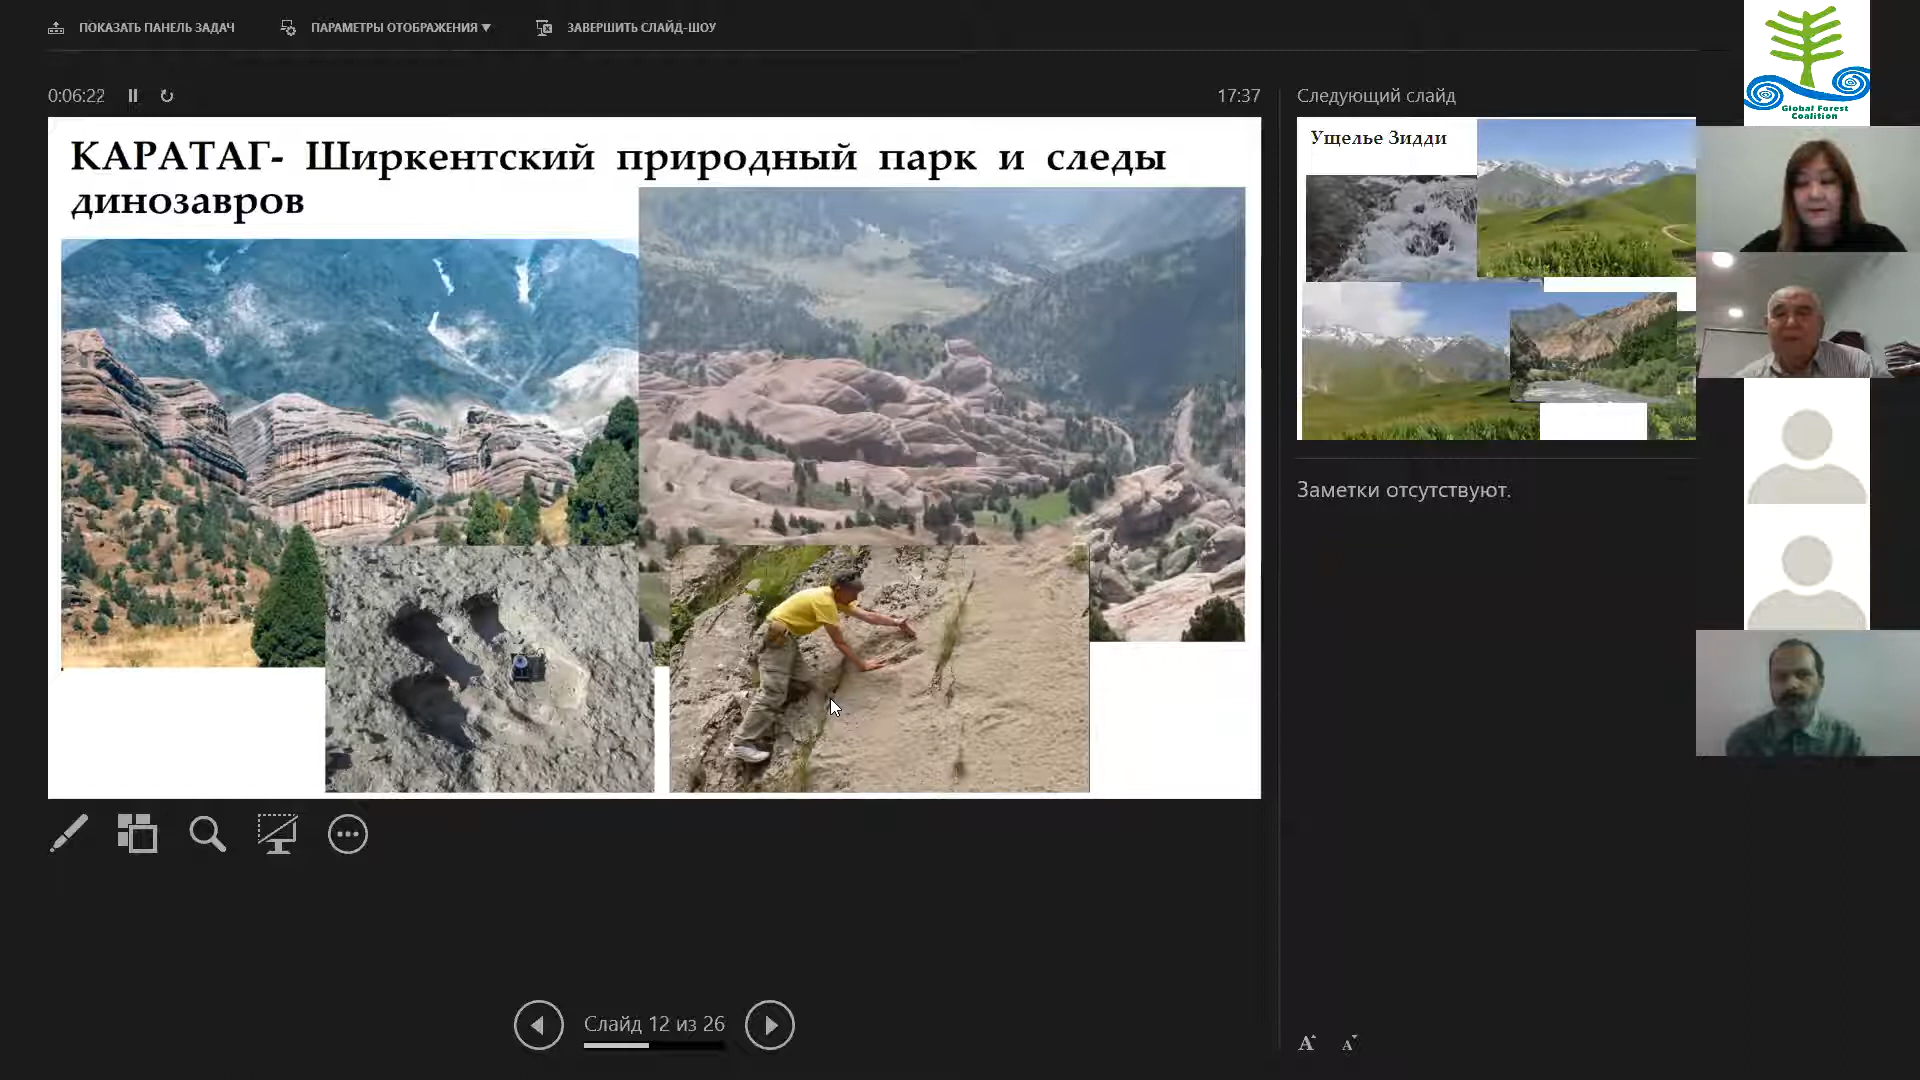 ПОКАЗАТЬ ПАНЕЛЬ ЗАДАЧ
ПАРАМЕТРЫ ОТОБРАЖЕНИЯ ▼
ЗАВЕРШИТЬ СЛАЙД-ШОУ
0:06:22
17:37
КАРАТАГ- Ширкентский природный парк и следы
динозавров
Следующий слайд
Ущелье Зидди
Заметки отсутствуют.
Слайд 12 из 26
A A
Global Forest
Coalition